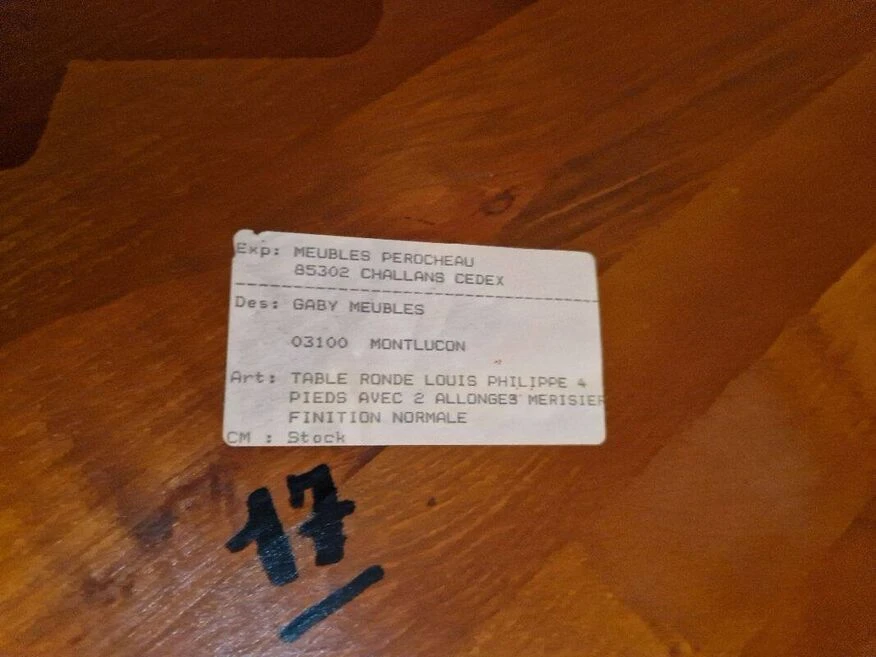 Exp: MEUBLES PEROCHEAU
85302 CHALLANS CEDEX
Des: GABY MEUBLES
03100 MONTLUCON
Art: TABLE RONDE LOUIS PHILIPPE 4
PIEDS AVEC 2 ALLONGES MERISIER
FINITION NORMALE
CM : Stock
17